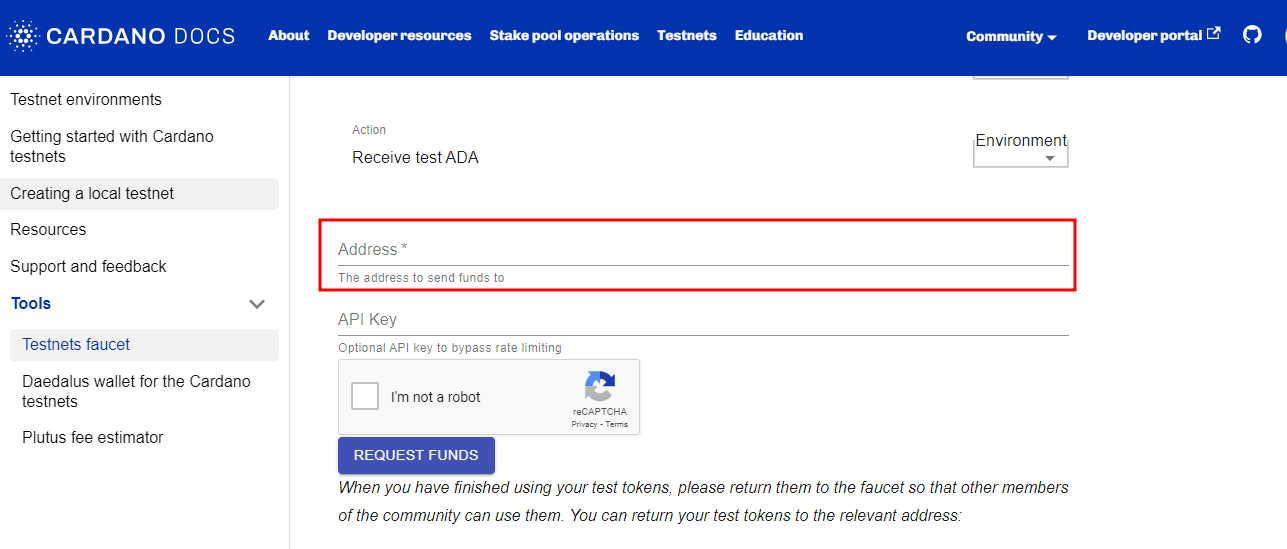 CARDANO DOCS
About Developer resources Stake pool operations Testnets Education Community Developer portal
Testnet environments
Getting started with Cardano
testnets
Creating a local testnet
Resources
Support and feedback
Tools
Testnets faucet
Daedalus wallet for the Cardano
testnets
Plutus fee estimator
Action
Receive test ADA
Environment
Address *
The address to send funds to
API Key
Optional API key to bypass rate limiting
I'm not a robot
reCAPTCHA
Privacy - Terms
REQUEST FUNDS
When you have finished using your test tokens, please return them to the faucet so that other members
of the community can use them. You can return your test tokens to the relevant address: